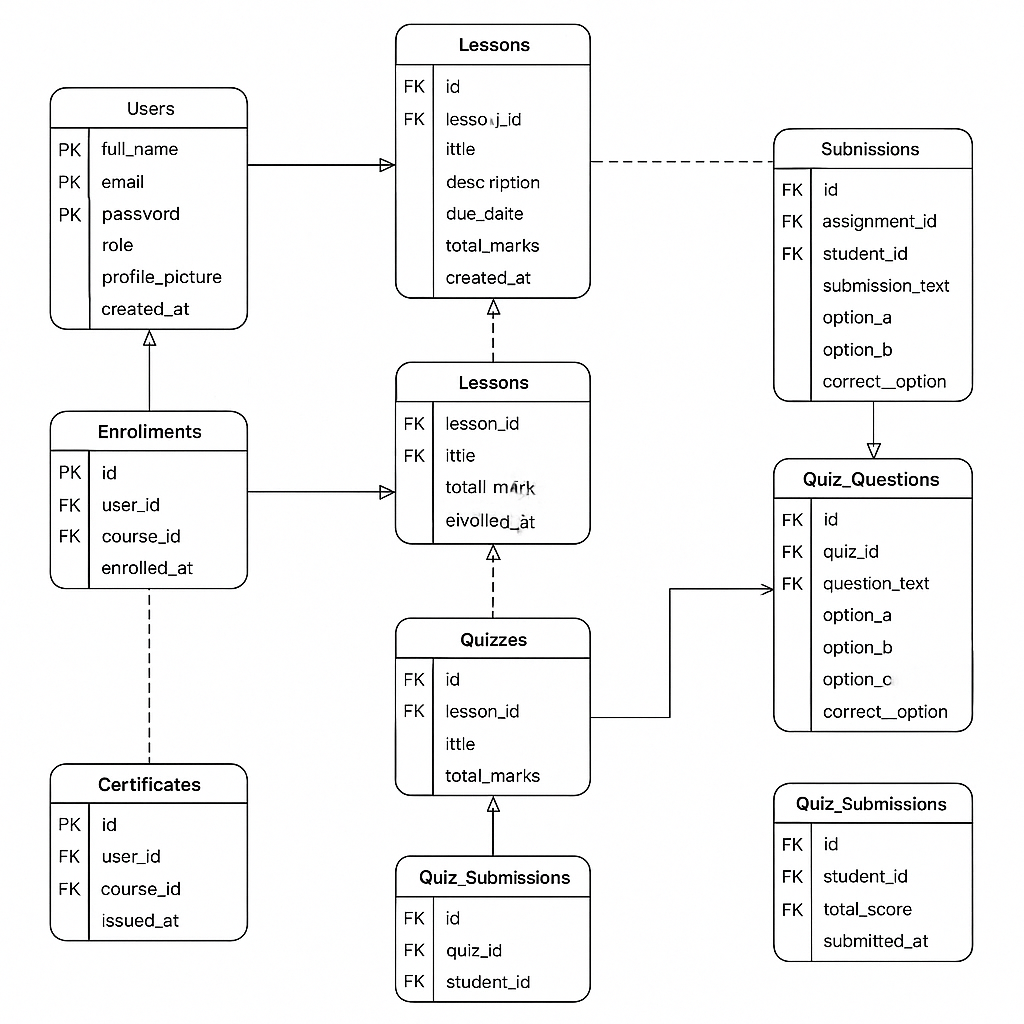 Lessons
FK id
FK lesso j_id
ittle
desc ription
due_daite
total_marks
created_at
Users
PK full_name
PK email
PK passvord
role
profile_picture
created_at
Subnissions
FK id
FK assignment_id
FK student_id
submission_text
option_a
option_b
correct_option
Lessons
FK lesson_id
FK ittie
totall mark
eivolled_at
Enroliments
PK id
FK user_id
FK course_id
enrolled_at
Quiz_Questions
FK id
FK quiz_id
FK question_text
option_a
option_b
option_c
correct_option
Quizzes
FK id
FK lesson_id
ittle
total_marks
Certificates
PK id
FK user_id
FK course_id
issued_at
Quiz_Submissions
FK id
FK student_id
FK total_score
submitted_at
Quiz_Submissions
FK id
FK quiz_id
FK student_id